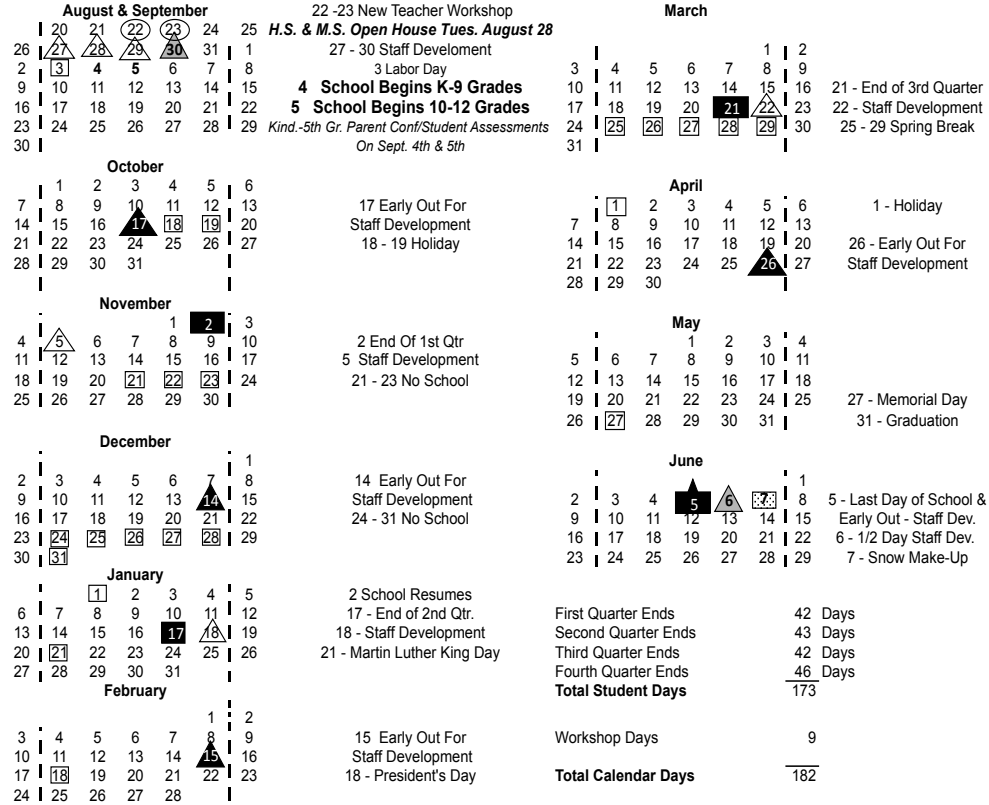 August & September
20 21 22 23 24 25
26 27 28 29 30 31 1
2 3 4 5 6 7 8
9 10 11 12 13 14 15
16 17 18 19 20 21 22
23 24 25 26 27 28 29
30
22 -23 New Teacher Workshop
H.S. & M.S. Open House Tues. August 28
27 - 30 Staff Develoment
3 Labor Day
4 School Begins K-9 Grades
5 School Begins 10-12 Grades
Kind.-5th Gr. Parent Conf/Student Assessments
On Sept. 4th & 5th
October
1 2 3 4 5 6
7 8 9 10 11 12 13
14 15 16 17 18 19 20
21 22 23 24 25 26 27
28 29 30 31
17 Early Out For
Staff Development
18 - 19 Holiday
November
1 2 3
4 5 6 7 8 9 10
11 12 13 14 15 16 17
18 19 20 21 22 23 24
25 26 27 28 29 30
2 End Of 1st Qtr
5 Staff Development
21 - 23 No School
December
1
2 3 4 5 6 7 8
9 10 11 12 13 14 15
16 17 18 19 20 21 22
23 24 25 26 27 28 29
30 31
14 Early Out For
Staff Development
24 - 31 No School
January
1 2 3 4 5
6 7 8 9 10 11 12
13 14 15 16 17 18 19
20 21 22 23 24 25 26
27 28 29 30 31
2 School Resumes
17 - End of 2nd Qtr.
18 - Staff Development
21 - Martin Luther King Day
February
1 2
3 4 5 6 7 8 9
10 11 12 13 14 15 16
17 18 19 20 21 22 23
24 25 26 27 28
15 Early Out For
Staff Development
18 - President's Day
March
1 2
3 4 5 6 7 8 9
10 11 12 13 14 15 16
17 18 19 20 21 22 23
24 25 26 27 28 29 30
31
21 - End of 3rd Quarter
22 - Staff Development
25 - 29 Spring Break
April
1 2 3 4 5 6
7 8 9 10 11 12 13
14 15 16 17 18 19 20
21 22 23 24 25 26 27
28 29 30
1 - Holiday
26 - Early Out For
Staff Development
May
1 2 3 4
5 6 7 8 9 10 11
12 13 14 15 16 17 18
19 20 21 22 23 24 25
26 27 28 29 30 31
27 - Memorial Day
31 - Graduation
June
1
2 3 4 5 6 7 8
9 10 11 12 13 14 15
16 17 18 19 20 21 22
23 24 25 26 27 28 29
5 - Last Day of School &
Early Out - Staff Dev.
6 - 1/2 Day Staff Dev.
7 - Snow Make-Up
First Quarter Ends 42 Days
Second Quarter Ends 43 Days
Third Quarter Ends 42 Days
Fourth Quarter Ends 46 Days
Total Student Days 173
Workshop Days 9
Total Calendar Days 182